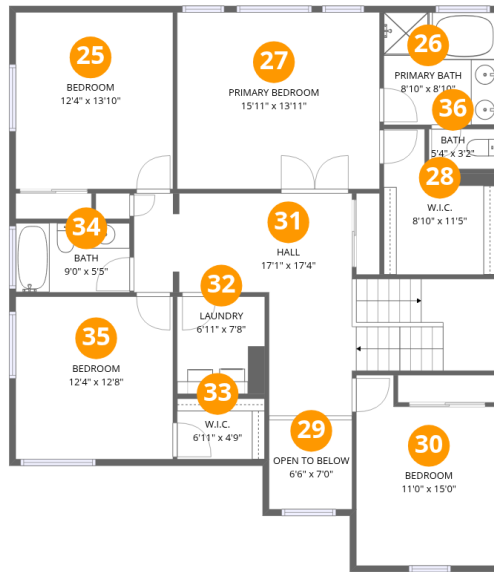 25
BEDROOM
12'4" x 13'10"
27
PRIMARY BEDROOM
15'11" x 13'11"
26
PRIMARY BATH
8'10" x 8'10"
36
BATH
5'4" x 3'2"
28
W.I.C.
8'10" x 11'5"
34
BATH
9'0" x 5'5"
31
HALL
17'1" x 17'4"
32
LAUNDRY
6'11" x 7'8"
35
BEDROOM
12'4" x 12'8"
33
W.I.C.
6'11" x 4'9"
29
OPEN TO BELOW
6'6" x 7'0"
30
BEDROOM
11'0" x 15'0"